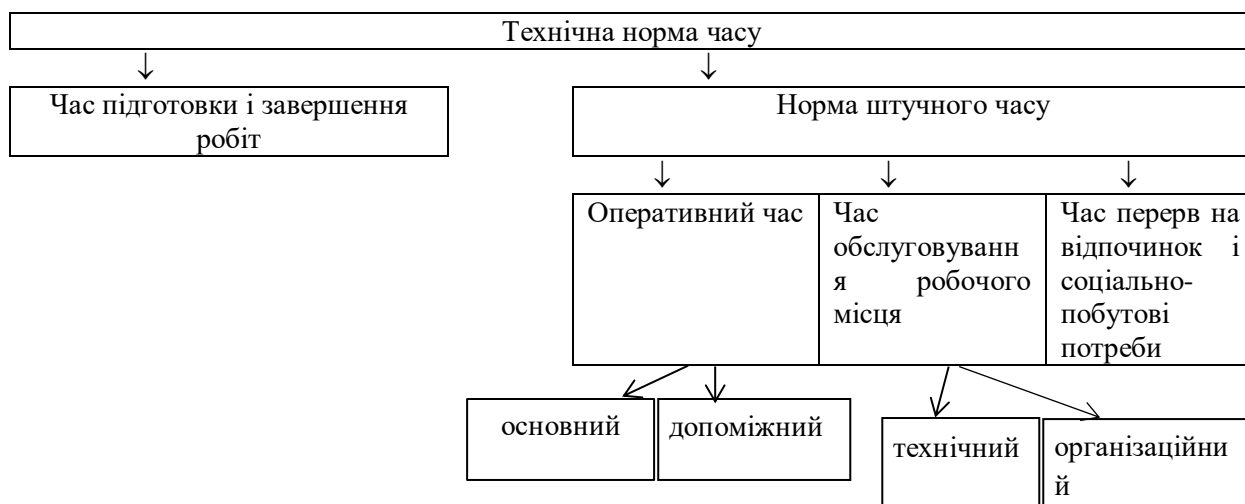 Технічна норма часу
Час підготовки і завершення
робіт
Норма штучного часу
Оперативний час
Час
обслуговуванн
я робочого
місця
Час перерв на
відпочинок і
соціально-
побутові
потреби
основний
допоміжний
технічний
організаційни
й